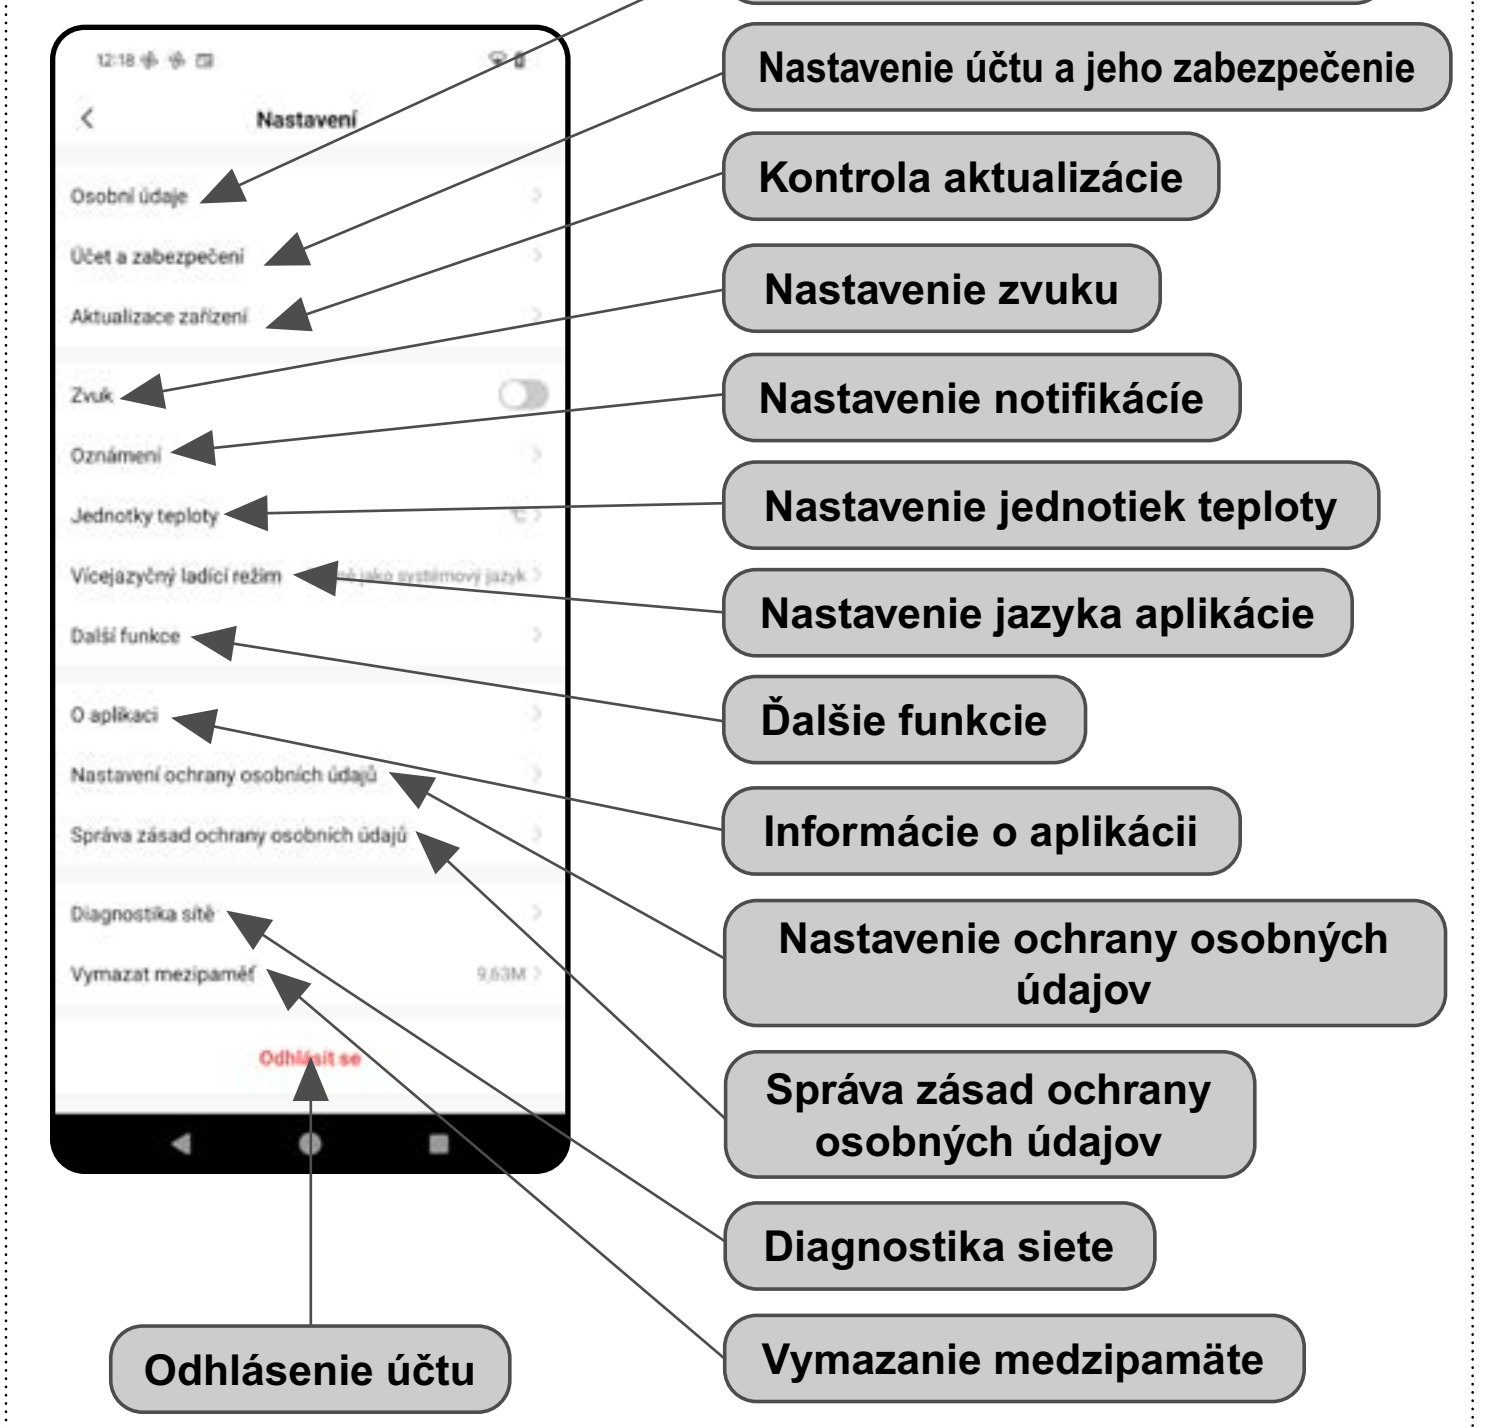 12:18
Nastavení
Osobní údaje
Účet a zabezpečení
Aktualizace zařízení
Zvuk
Oznámení
Jednotky teploty
°C
Vícejazyčný ladící režim
jako systémový jazyk
Další funkce
O aplikaci
Nastavení ochrany osobních údajů
Správa zásad ochrany osobních údajů
Diagnostika sítě
Vymazat mezipaměť
9,63M
Odhlásit se
Nastavenie účtu a jeho zabezpečenie
Kontrola aktualizácie
Nastavenie zvuku
Nastavenie notifikácíe
Nastavenie jednotiek teploty
Nastavenie jazyka aplikácie
Ďalšie funkcie
Informácie o aplikácii
Nastavenie ochrany osobných
údajov
Správa zásad ochrany
osobných údajov
Diagnostika siete
Vymazanie medzipamäte
Odhlásenie účtu